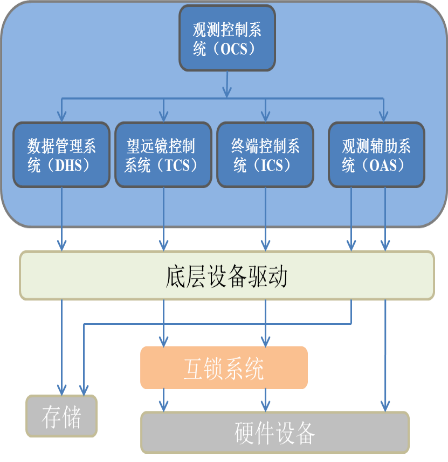 观测控制系
统（OCS）
数据管理系
统（DHS）
望远镜控制
系统（TCS）
终端控制系
统（ICS）
观测辅助系
统（OAS）
底层设备驱动
互锁系统
存储
硬件设备